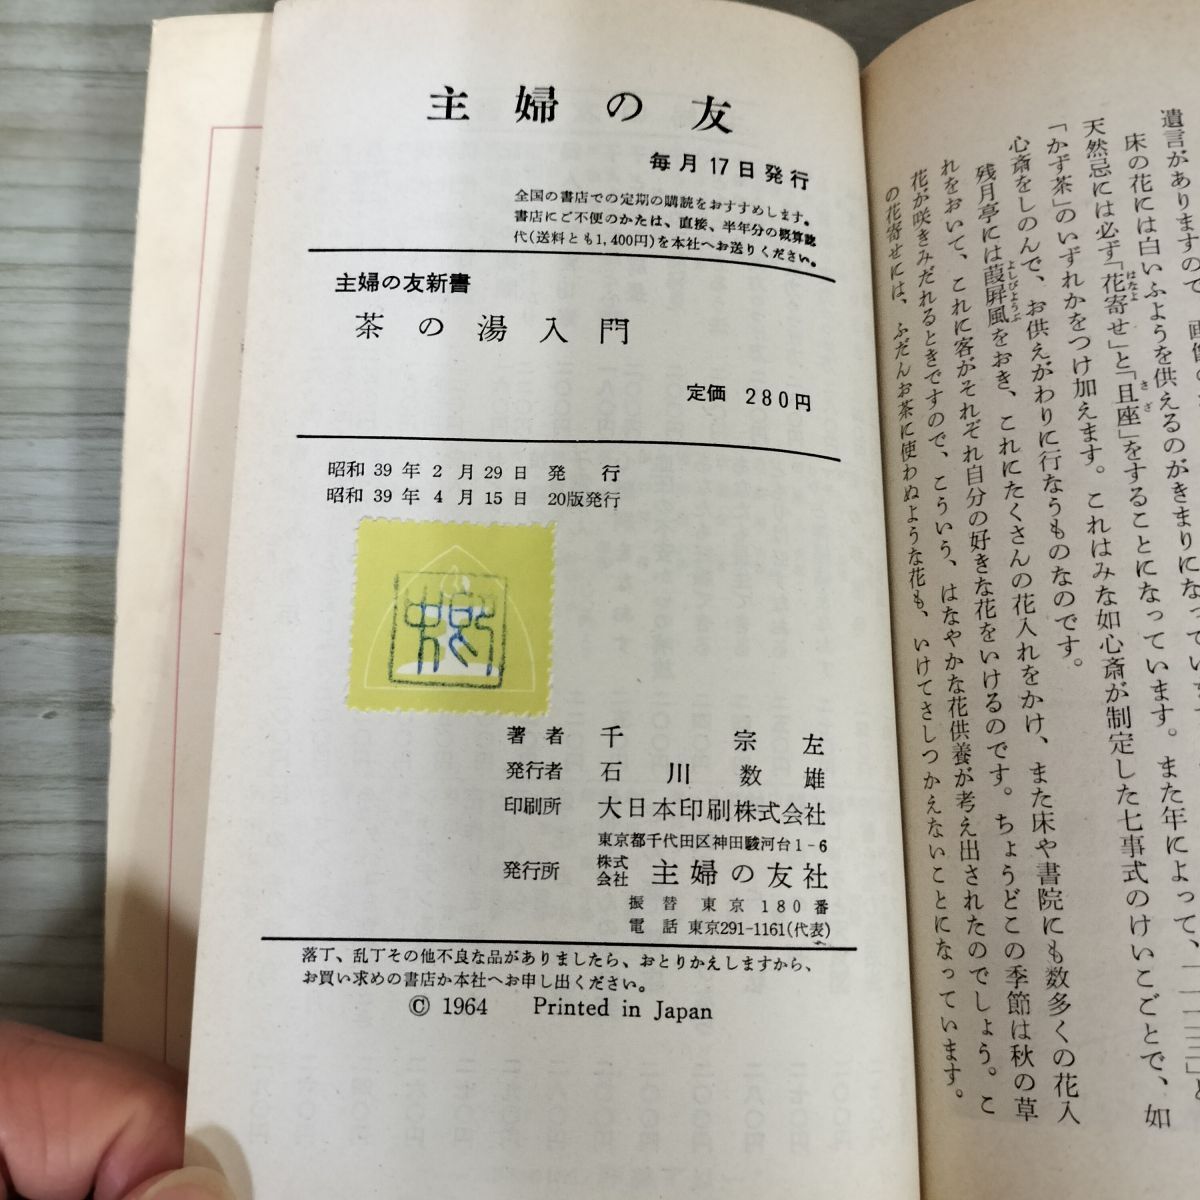 主婦の友
毎月17日発行
全国の書店での定期の購読をおすすめします。
書店にご不便のかたは、直接、半年分の概算誌
代(送料とも1,400円)を本社へお送りください。
主婦の友新書
茶の湯入門
定価 280円
昭和39年2月29日 発行
昭和39年4月15日 20版発行
著者 千宗左
発行者 石川数雄
印刷所 大日本印刷株式会社
東京都千代田区神田駿河台1-6
発行所 株式会社 主婦の友社
振替 東京180番
電話 東京291-1161(代表)
落丁、乱丁その他不良な品がありましたら、おとりかえしますから、
お買い求めの書店か本社へお申し出ください。
© 1964 Printed in Japan
遺言がありますので
床の花には白いふようを供えるのがきまりになってい
天然忌には必ず「花寄せ」と「且座」をすることになっています。また年によって、
「かず茶」のいずれかをつけ加えます。これはみな如心斎が制定した七事式のけいこごとで、如
心斎をしのんで、お供えがわりに行なうものなのです。
残月亭には葭屛風をおき、これにたくさんの花入れをかけ、また床や書院にも数多くの花入
れをおいて、これに客がそれぞれ自分の好きな花をいけるのです。ちょうどこの季節は秋の草
花が咲きみだれるときですので、こういう、はなやかな花供養が考え出されたのでしょう。こ
の花寄せには、ふだんお茶に使わぬような花も、いけてさしつかえないことになっています。